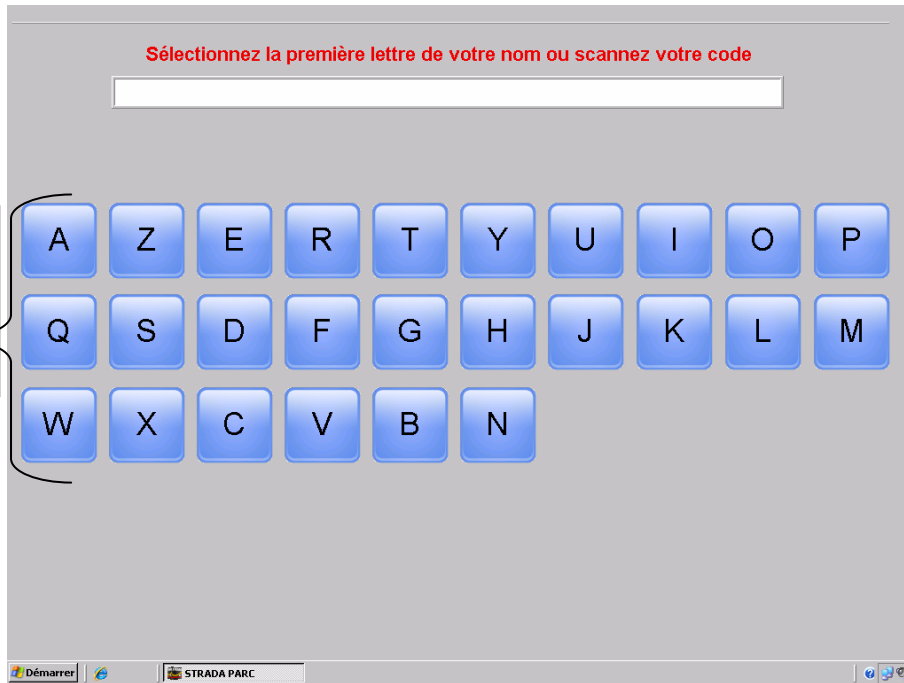 Sélectionnez la première lettre de votre nom ou scannez votre code
A Z E R T Y U I O P
Q S D F G H J K L M
W X C V B N
Démarrer STRADA PARC